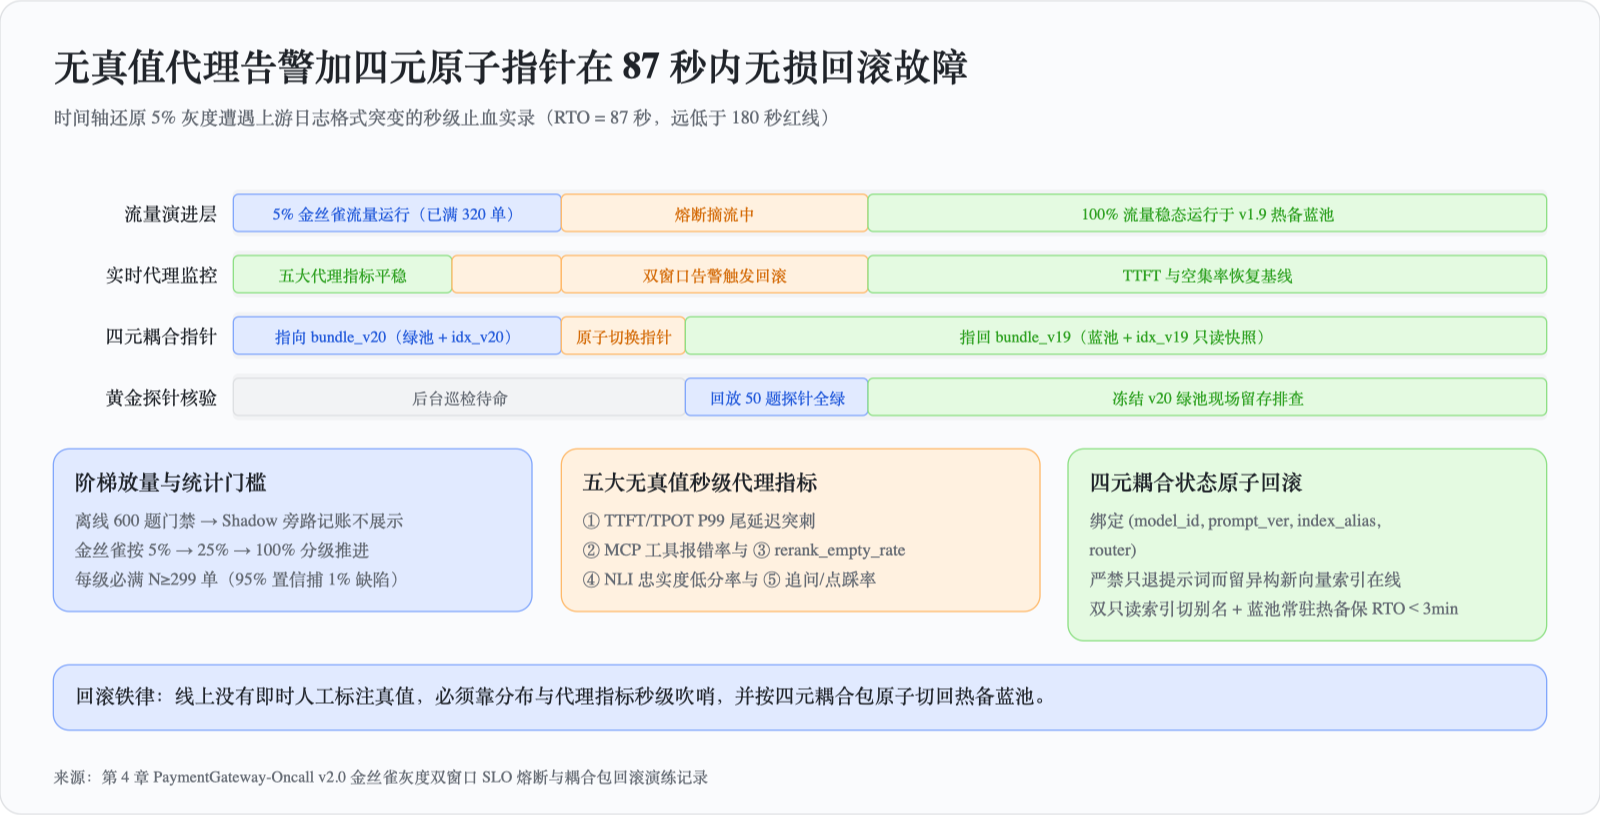 无真值代理告警加四元原子指针在 87 秒内无损回滚故障
时间轴还原 5% 灰度遭遇上游日志格式突变的秒级止血实录（RTO = 87 秒，远低于 180 秒红线）
流量演进层
5% 金丝雀流量运行（已满 320 单）
熔断摘流中
100% 流量稳态运行于 v1.9 热备蓝池
实时代理监控
五大代理指标平稳
双窗口告警触发回滚
TTFT 与空集率恢复基线
四元耦合指针
指向 bundle_v20（绿池 + idx_v20）
原子切换指针
指回 bundle_v19（蓝池 + idx_v19 只读快照）
黄金探针核验
后台巡检待命
回放 50 题探针全绿
冻结 v20 绿池现场留存排查
阶梯放量与统计门槛
离线 600 题门禁 → Shadow 旁路记账不展示
金丝雀按 5% → 25% → 100% 分级推进
每级必满 N≥299 单（95% 置信捕 1% 缺陷）
五大无真值秒级代理指标
① TTFT/TPOT P99 尾延迟突刺
② MCP 工具报错率与 ③ rerank_empty_rate
④ NLI 忠实度低分率与 ⑤ 追问/点踩率
四元耦合状态原子回滚
绑定 (model_id, prompt_ver, index_alias,
router)
严禁只退提示词而留异构新向量索引在线
双只读索引切别名 + 蓝池常驻热备保 RTO < 3min
回滚铁律：线上没有即时人工标注真值，必须靠分布与代理指标秒级吹哨，并按四元耦合包原子切回热备蓝池。
来源：第 4 章 PaymentGateway-Oncall v2.0 金丝雀灰度双窗口 SLO 熔断与耦合包回滚演练记录